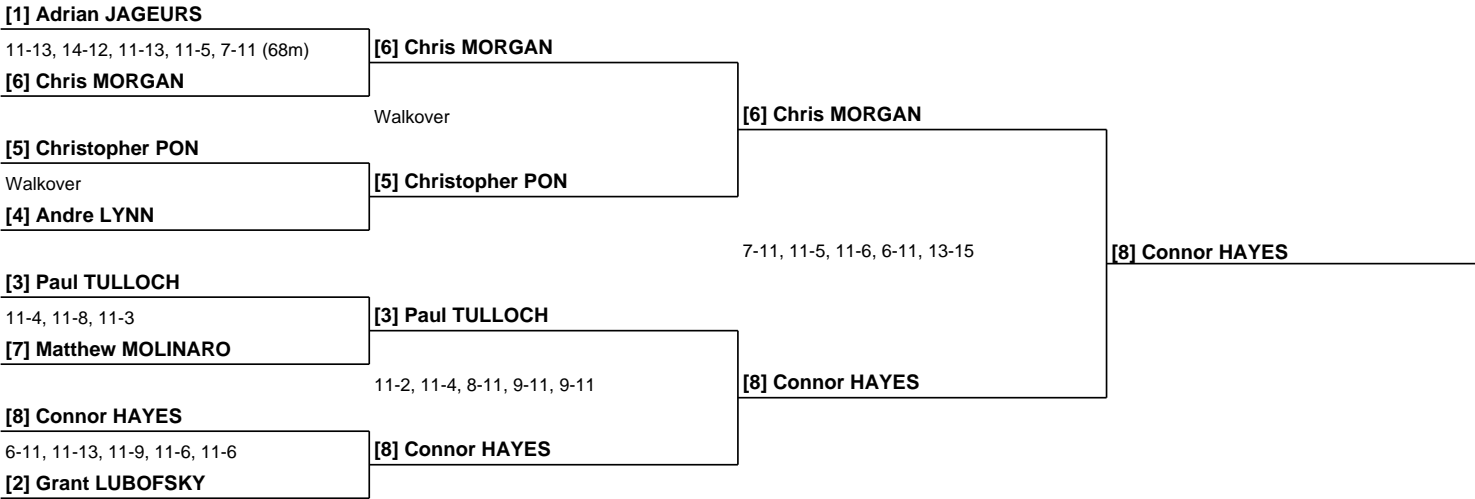 [1] Adrian JAGEURS
11-13, 14-12, 11-13, 11-5, 7-11 (68m)
[6] Chris MORGAN
[6] Chris MORGAN
Walkover
[6] Chris MORGAN
[5] Christopher PON
Walkover
[5] Christopher PON
[4] Andre LYNN
7-11, 11-5, 11-6, 6-11, 13-15
[8] Connor HAYES
[3] Paul TULLOCH
11-4, 11-8, 11-3
[3] Paul TULLOCH
[7] Matthew MOLINARO
11-2, 11-4, 8-11, 9-11, 9-11
[8] Connor HAYES
[8] Connor HAYES
6-11, 11-13, 11-9, 11-6, 11-6
[8] Connor HAYES
[2] Grant LUBOFSKY